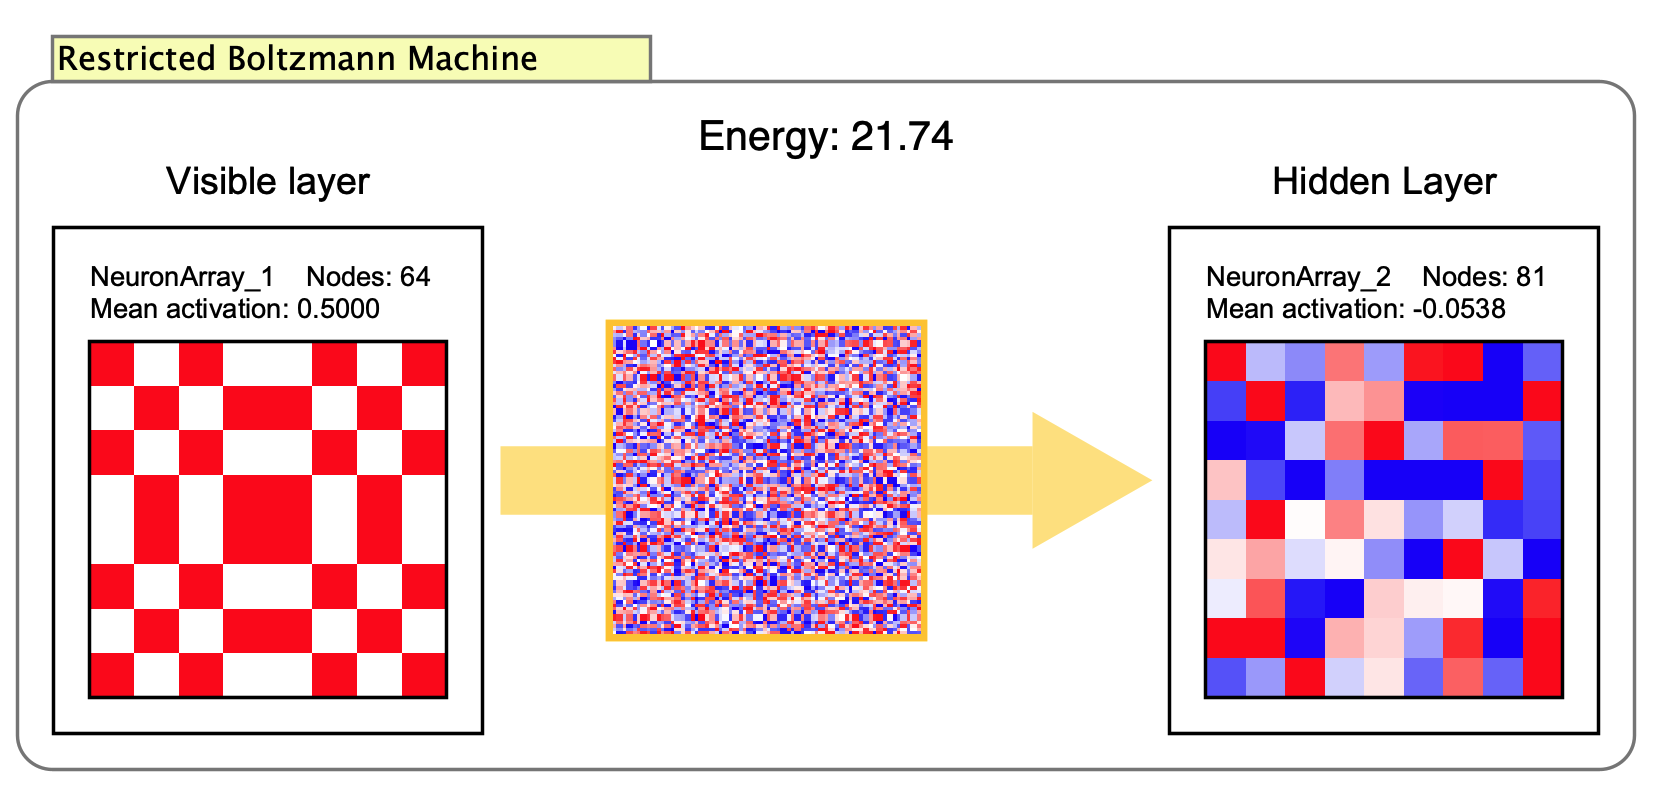 Restricted Boltzmann Machine
Energy: 21.74
Visible layer
Hidden Layer
NeuronArray_1 Nodes: 64
Mean activation: 0.5000
NeuronArray_2 Nodes: 81
Mean activation: -0.0538